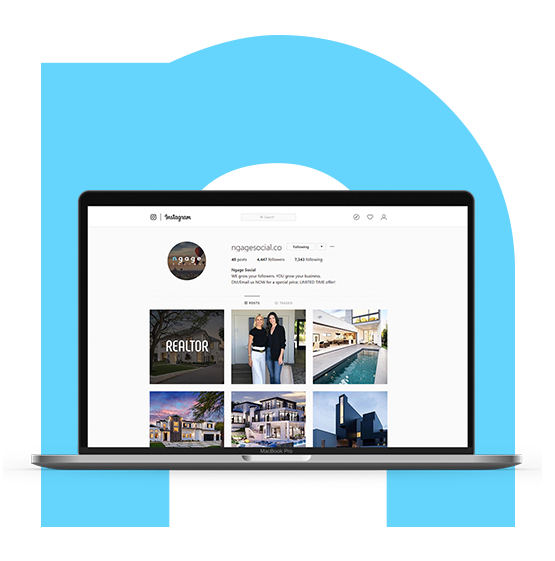 Instagram
Search
ngagesocial.co Following
40 posts 4,447 followers 7,343 following
Ngage Social
WE grow your followers. YOU grow your business.
DM/Email us NOW for a special price. LIMITED TIME offer!
POSTS TAGGED
ngage
REALTOR
MacBook Pro